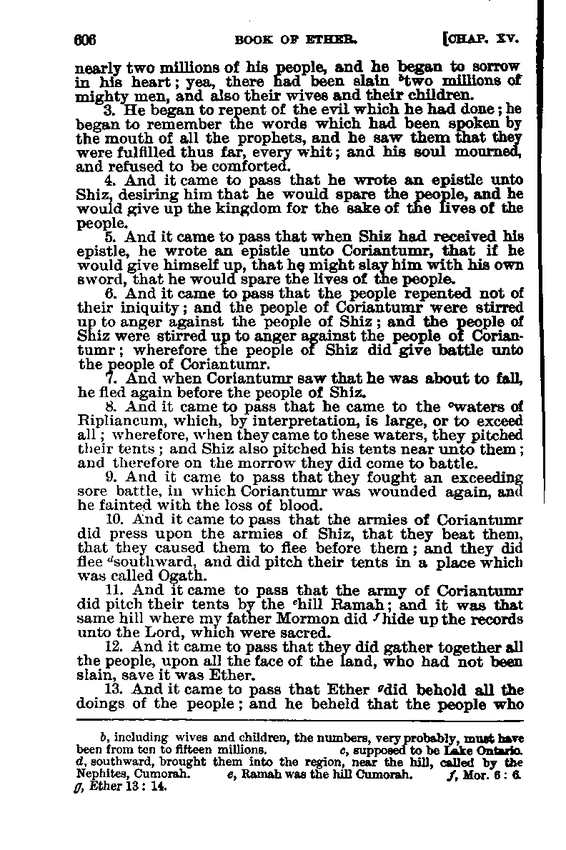 606 BOOK OF ETHER. [CHAP. XV.
nearly two millions of his people, and he began to sorrow
in his heart; yea, there had been slain ᵇtwo millions of
mighty men, and also their wives and their children.
3. He began to repent of the evil which he had done; he
began to remember the words which had been spoken by
the mouth of all the prophets, and he saw them that they
were fulfilled thus far, every whit; and his soul mourned,
and refused to be comforted.
4. And it came to pass that he wrote an epistle unto
Shiz, desiring him that he would spare the people, and he
would give up the kingdom for the sake of the lives of the
people.
5. And it came to pass that when Shiz had received his
epistle, he wrote an epistle unto Coriantumr, that if he
would give himself up, that he might slay him with his own
sword, that he would spare the lives of the people.
6. And it came to pass that the people repented not of
their iniquity; and the people of Coriantumr were stirred
up to anger against the people of Shiz; and the people of
Shiz were stirred up to anger against the people of Corian-
tumr; wherefore the people of Shiz did give battle unto
the people of Coriantumr.
7. And when Coriantumr saw that he was about to fall,
he fled again before the people of Shiz.
8. And it came to pass that he came to the ᶜwaters of
Ripliancum, which, by interpretation, is large, or to exceed
all; wherefore, when they came to these waters, they pitched
their tents; and Shiz also pitched his tents near unto them;
and therefore on the morrow they did come to battle.
9. And it came to pass that they fought an exceeding
sore battle, in which Coriantumr was wounded again, and
he fainted with the loss of blood.
10. And it came to pass that the armies of Coriantumr
did press upon the armies of Shiz, that they beat them,
that they caused them to flee before them; and they did
flee ᵈsouthward, and did pitch their tents in a place which
was called Ogath.
11. And it came to pass that the army of Coriantumr
did pitch their tents by the ᵉhill Ramah; and it was that
same hill where my father Mormon did ᶠhide up the records
unto the Lord, which were sacred.
12. And it came to pass that they did gather together all
the people, upon all the face of the land, who had not been
slain, save it was Ether.
13. And it came to pass that Ether ᵍdid behold all the
doings of the people; and he beheld that the people who
b, including wives and children, the numbers, very probably, must have
been from ten to fifteen millions. c, supposed to be Lake Ontario.
d, southward, brought them into the region, near the hill, called by the
Nephites, Cumorah. e, Ramah was the hill Cumorah. f, Mor. 6: 6.
g, Ether 13: 14.